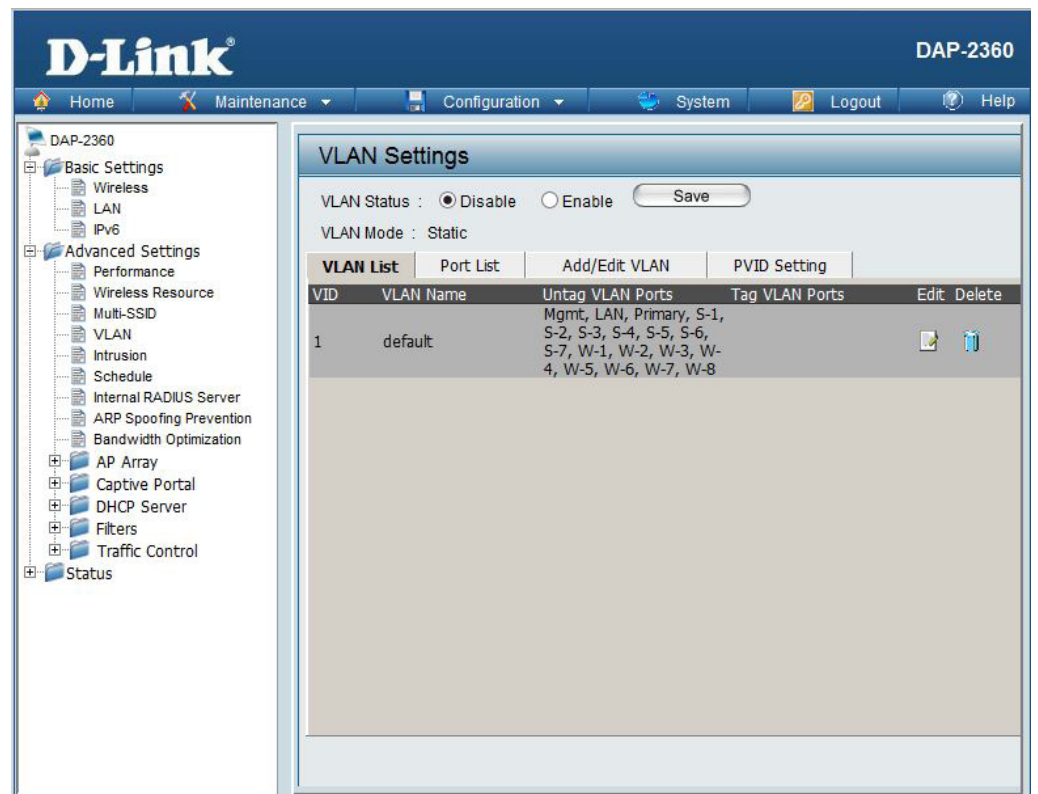 D-Link®
DAP-2360
Home
Maintenance
Configuration
System
Logout
Help
DAP-2360
Basic Settings
Wireless
LAN
IPv6
Advanced Settings
Performance
Wireless Resource
Multi-SSID
VLAN
Intrusion
Schedule
Internal RADIUS Server
ARP Spoofing Prevention
Bandwidth Optimization
AP Array
Captive Portal
DHCP Server
Filters
Traffic Control
Status
VLAN Settings
VLAN Status : Disable Enable Save
VLAN Mode : Static
VLAN List Port List Add/Edit VLAN PVID Setting
VID VLAN Name Untag VLAN Ports Tag VLAN Ports Edit Delete
1 default
Mgmt, LAN, Primary, S-1,
S-2, S-3, S-4, S-5, S-6,
S-7, W-1, W-2, W-3, W-
4, W-5, W-6, W-7, W-8